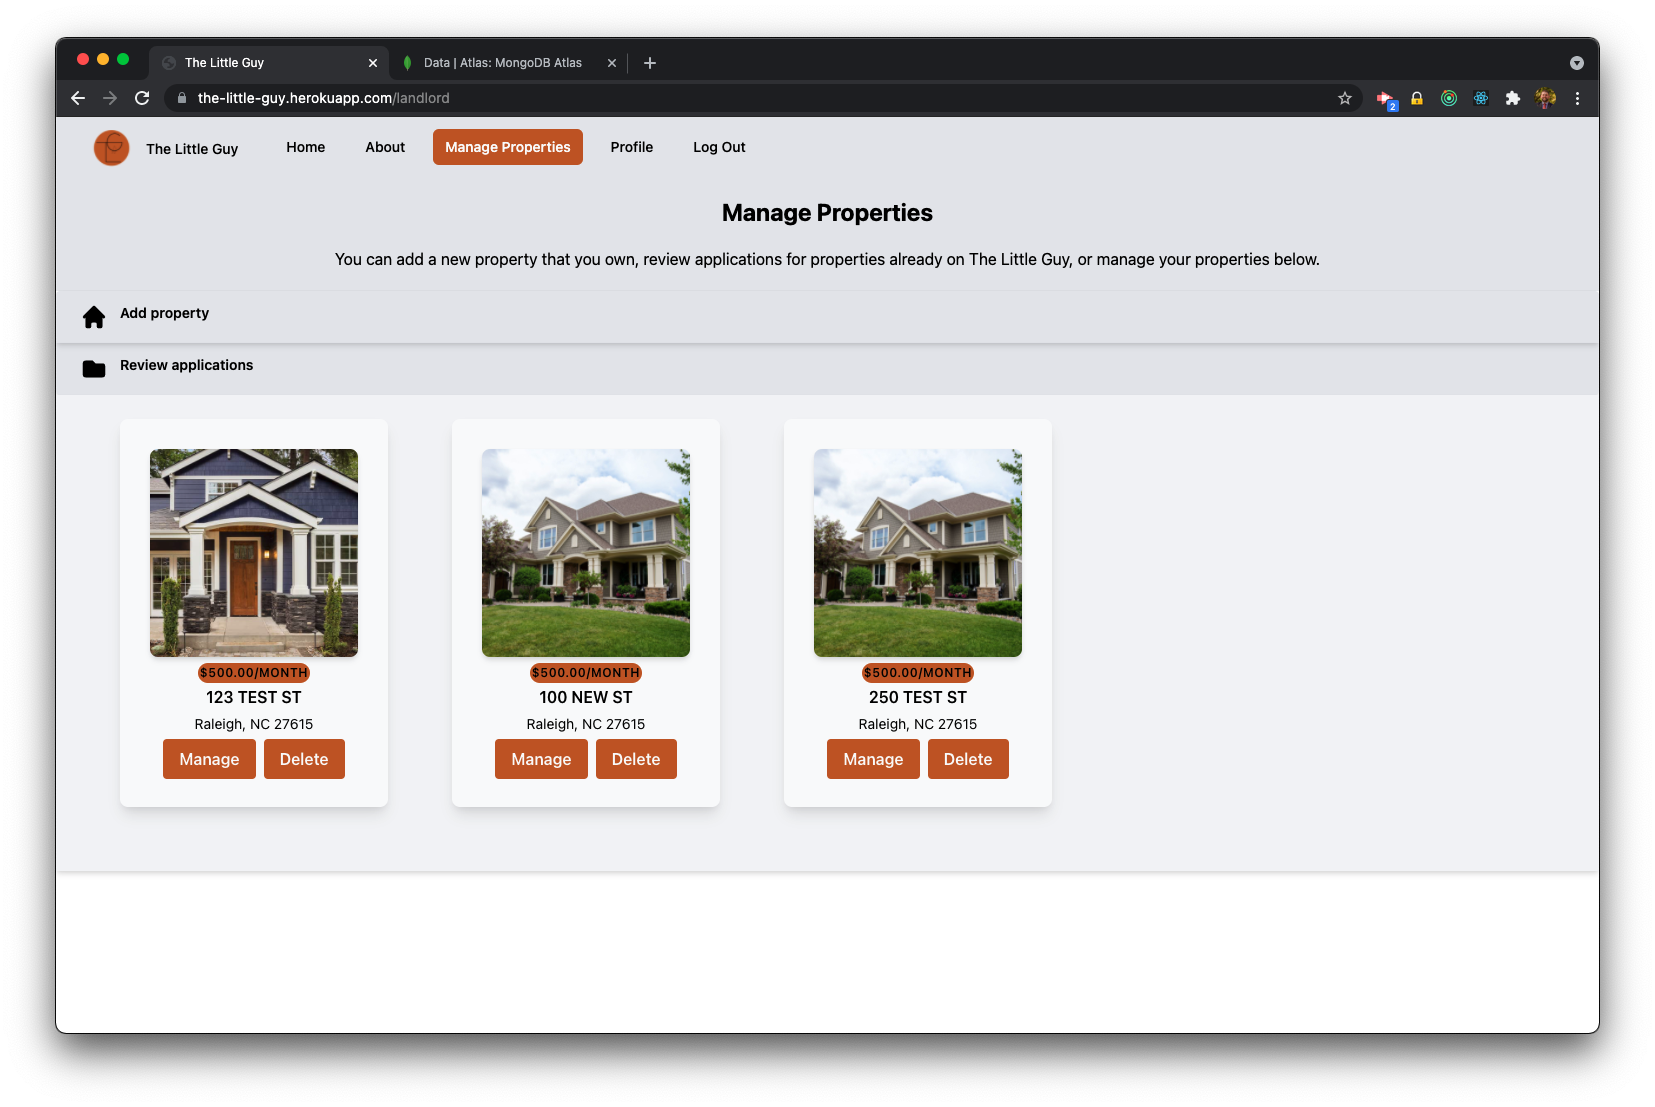 The Little Guy
Data | Atlas: MongoDB Atlas
the-little-guy.herokuapp.com/landlord
2
The Little Guy Home About Manage Properties Profile Log Out
Manage Properties
You can add a new property that you own, review applications for properties already on The Little Guy, or manage your properties below.
Add property
Review applications
$500.00/MONTH
123 TEST ST
Raleigh, NC 27615
Manage Delete
$500.00/MONTH
100 NEW ST
Raleigh, NC 27615
Manage Delete
$500.00/MONTH
250 TEST ST
Raleigh, NC 27615
Manage Delete